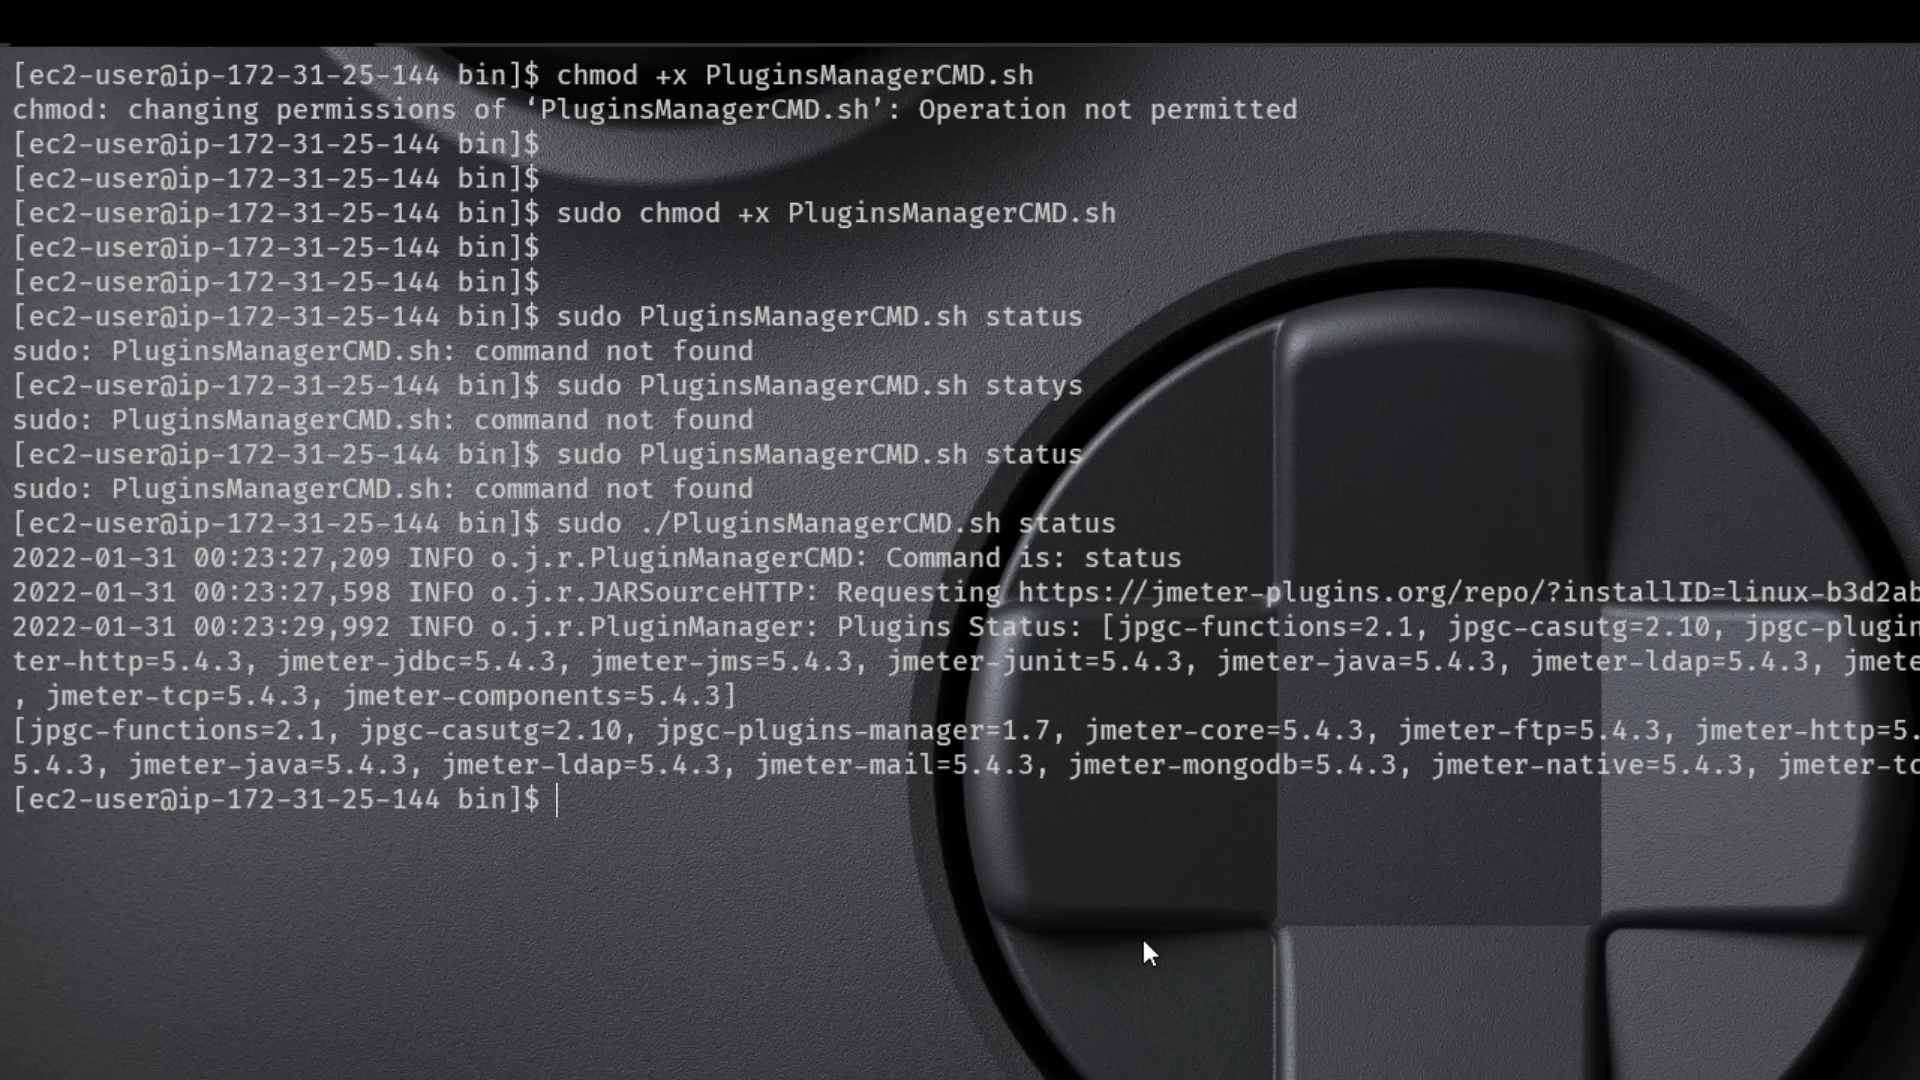 [ec2-user@ip-172-31-25-144 bin]$ chmod +x PluginsManagerCMD.sh
chmod: changing permissions of ‘PluginsManagerCMD.sh’: Operation not permitted
[ec2-user@ip-172-31-25-144 bin]$
[ec2-user@ip-172-31-25-144 bin]$
[ec2-user@ip-172-31-25-144 bin]$ sudo chmod +x PluginsManagerCMD.sh
[ec2-user@ip-172-31-25-144 bin]$
[ec2-user@ip-172-31-25-144 bin]$
[ec2-user@ip-172-31-25-144 bin]$ sudo PluginsManagerCMD.sh status
sudo: PluginsManagerCMD.sh: command not found
[ec2-user@ip-172-31-25-144 bin]$ sudo PluginsManagerCMD.sh statys
sudo: PluginsManagerCMD.sh: command not found
[ec2-user@ip-172-31-25-144 bin]$ sudo PluginsManagerCMD.sh status
sudo: PluginsManagerCMD.sh: command not found
[ec2-user@ip-172-31-25-144 bin]$ sudo ./PluginsManagerCMD.sh status
2022-01-31 00:23:27,209 INFO o.j.r.PluginManagerCMD: Command is: status
2022-01-31 00:23:27,598 INFO o.j.r.JARSourceHTTP: Requesting https://jmeter-plugins.org/repo/?installID=linux-b3d2ab
2022-01-31 00:23:29,992 INFO o.j.r.PluginManager: Plugins Status: [jpgc-functions=2.1, jpgc-casutg=2.10, jpgc-plugin
ter-http=5.4.3, jmeter-jdbc=5.4.3, jmeter-jms=5.4.3, jmeter-junit=5.4.3, jmeter-java=5.4.3, jmeter-ldap=5.4.3, jmete
, jmeter-tcp=5.4.3, jmeter-components=5.4.3]
[jpgc-functions=2.1, jpgc-casutg=2.10, jpgc-plugins-manager=1.7, jmeter-core=5.4.3, jmeter-ftp=5.4.3, jmeter-http=5.
5.4.3, jmeter-java=5.4.3, jmeter-ldap=5.4.3, jmeter-mail=5.4.3, jmeter-mongodb=5.4.3, jmeter-native=5.4.3, jmeter-tc
[ec2-user@ip-172-31-25-144 bin]$